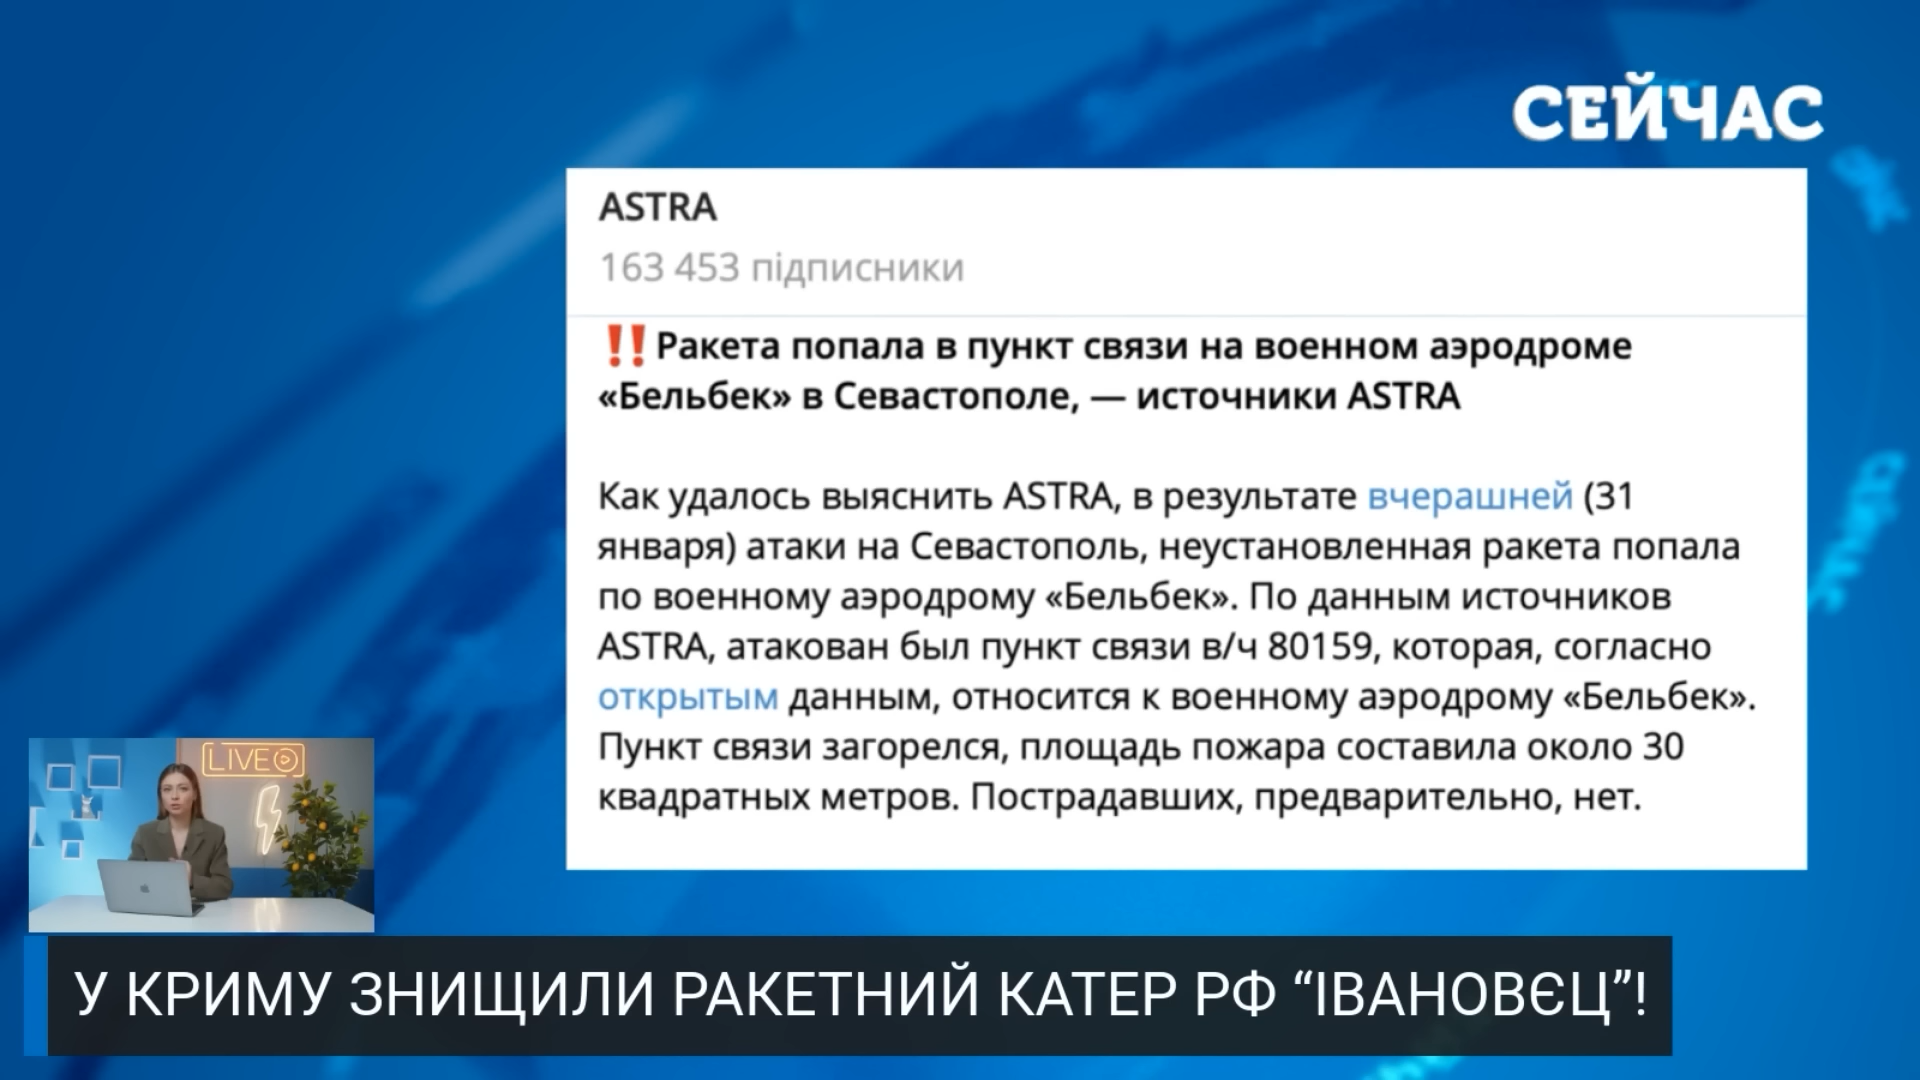 СЕЙЧАС
ASTRA
163 453 підписники
‼️Ракета попала в пункт связи на военном аэродроме
«Бельбек» в Севастополе, — источники ASTRA
Как удалось выяснить ASTRA, в результате вчерашней (31
января) атаки на Севастополь, неустановленная ракета попала
по военному аэродрому «Бельбек». По данным источников
ASTRA, атакован был пункт связи в/ч 80159, которая, согласно
открытым данным, относится к военному аэродрому «Бельбек».
Пункт связи загорелся, площадь пожара составила около 30
квадратных метров. Пострадавших, предварительно, нет.
LIVE
У КРИМУ ЗНИЩИЛИ РАКЕТНИЙ КАТЕР РФ “ІВАНОВЄЦ”!